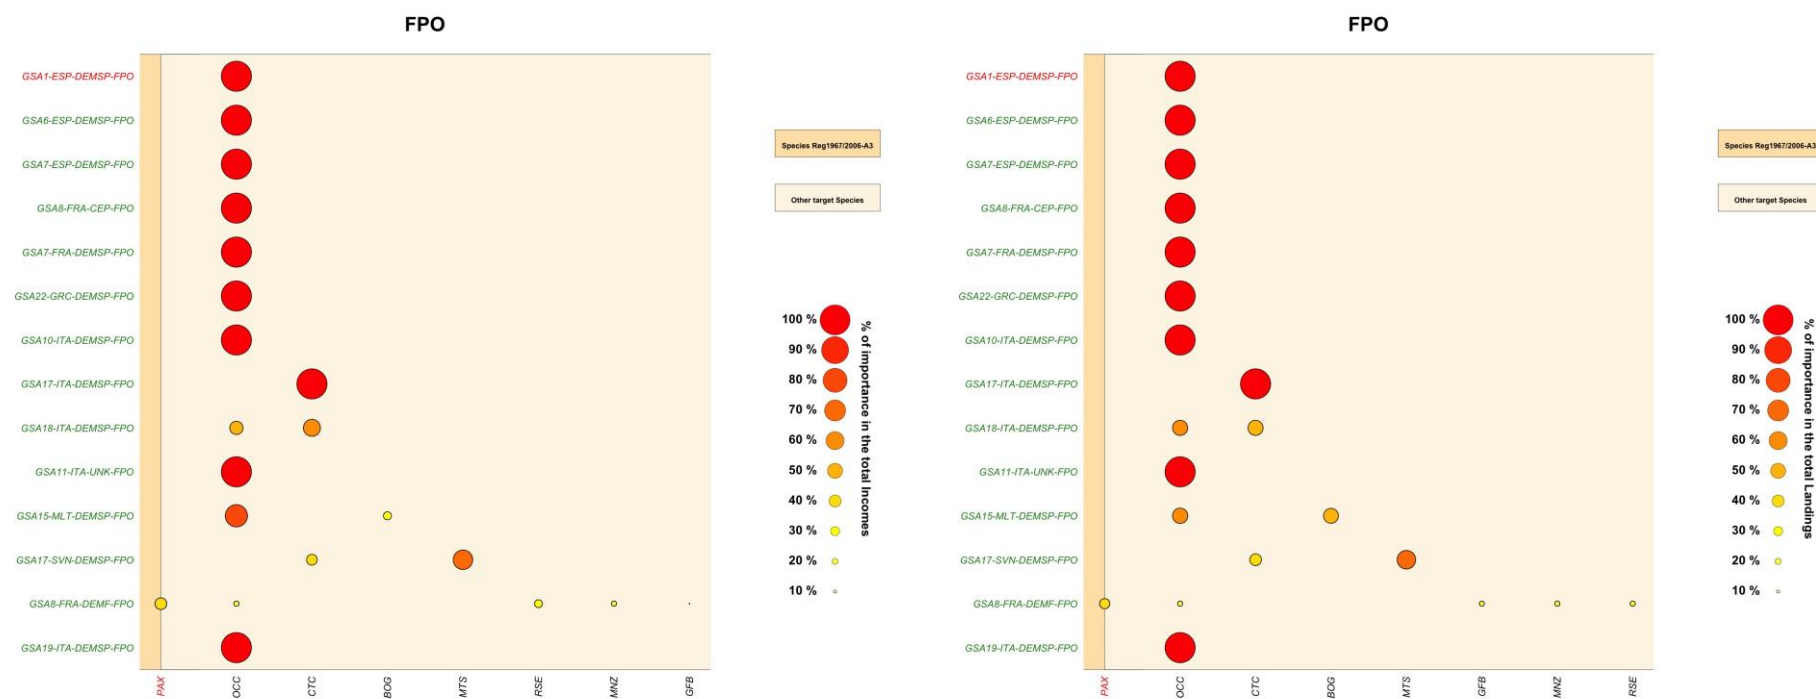 FPO
GSA1-ESP-DEMSP-FPO
GSA6-ESP-DEMSP-FPO
GSA7-ESP-DEMSP-FPO
GSA8-FRA-CEP-FPO
GSA7-FRA-DEMSP-FPO
GSA22-GRC-DEMSP-FPO
GSA10-ITA-DEMSP-FPO
GSA17-ITA-DEMSP-FPO
GSA18-ITA-DEMSP-FPO
GSA11-ITA-UNK-FPO
GSA15-MLT-DEMSP-FPO
GSA17-SVN-DEMSP-FPO
GSA8-FRA-DEMF-FPO
GSA19-ITA-DEMSP-FPO
PAX
OCC
CTC
BOG
MTS
RSE
MNZ
GFB
Species Reg1967/2006-A3
Other target Species
100 %
90 %
80 %
70 %
60 %
50 %
40 %
30 %
20 %
10 %
% of importance in the total Incomes
FPO
GSA1-ESP-DEMSP-FPO
GSA6-ESP-DEMSP-FPO
GSA7-ESP-DEMSP-FPO
GSA8-FRA-CEP-FPO
GSA7-FRA-DEMSP-FPO
GSA22-GRC-DEMSP-FPO
GSA10-ITA-DEMSP-FPO
GSA17-ITA-DEMSP-FPO
GSA18-ITA-DEMSP-FPO
GSA11-ITA-UNK-FPO
GSA15-MLT-DEMSP-FPO
GSA17-SVN-DEMSP-FPO
GSA8-FRA-DEMF-FPO
GSA19-ITA-DEMSP-FPO
PAX
OCC
CTC
BOG
MTS
GFB
MNZ
RSE
Species Reg1967/2006-A3
Other target Species
100 %
90 %
80 %
70 %
60 %
50 %
40 %
30 %
20 %
10 %
% of importance in the total Landings